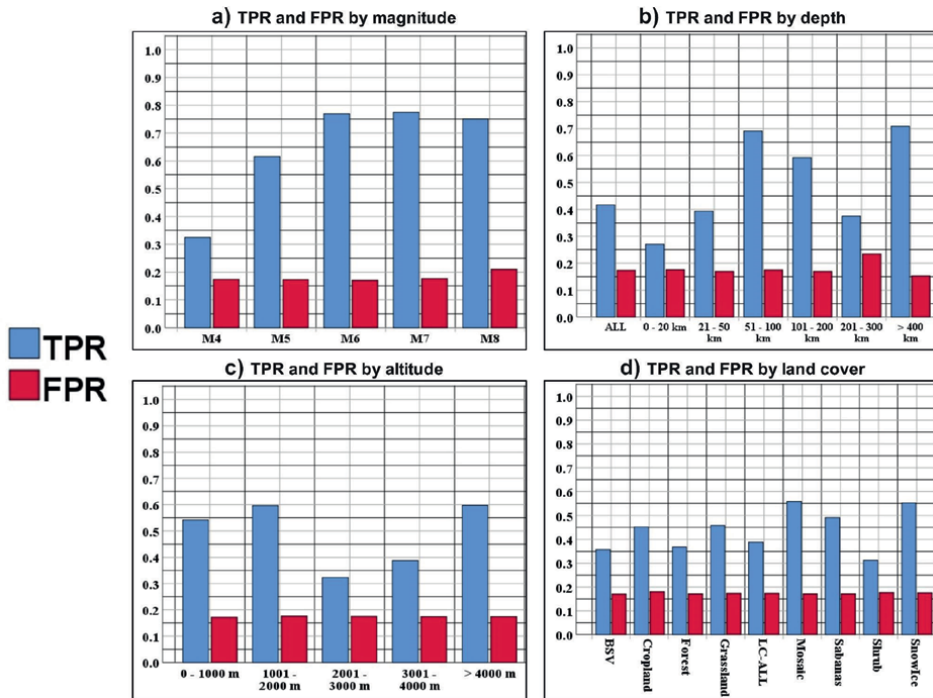 a) TPR and FPR by magnitude
1.0
0.9
0.8
0.7
0.6
0.5
0.4
0.3
0.2
0.1
0.0
M4 M5 M6 M7 M8
b) TPR and FPR by depth
1.0
0.9
0.8
0.7
0.6
0.5
0.4
0.3
0.2
0.1
0.0
ALL 0 - 20 km 21 - 50 51 - 100 101 - 200 201 - 300 > 400
km km km km km
TPR
FPR
c) TPR and FPR by altitude
1.0
0.9
0.8
0.7
0.6
0.5
0.4
0.3
0.2
0.1
0.0
0 - 1000 m 1001 - 2001 - 3001 - > 4000 m
2000 m 3000 m 4000 m
d) TPR and FPR by land cover
1.0
0.9
0.8
0.7
0.6
0.5
0.4
0.3
0.2
0.1
0.0
BSV
Cropland
Forest
Grassland
LC-ALL
Mosaic
Sabanas
Shrub
SnowIce